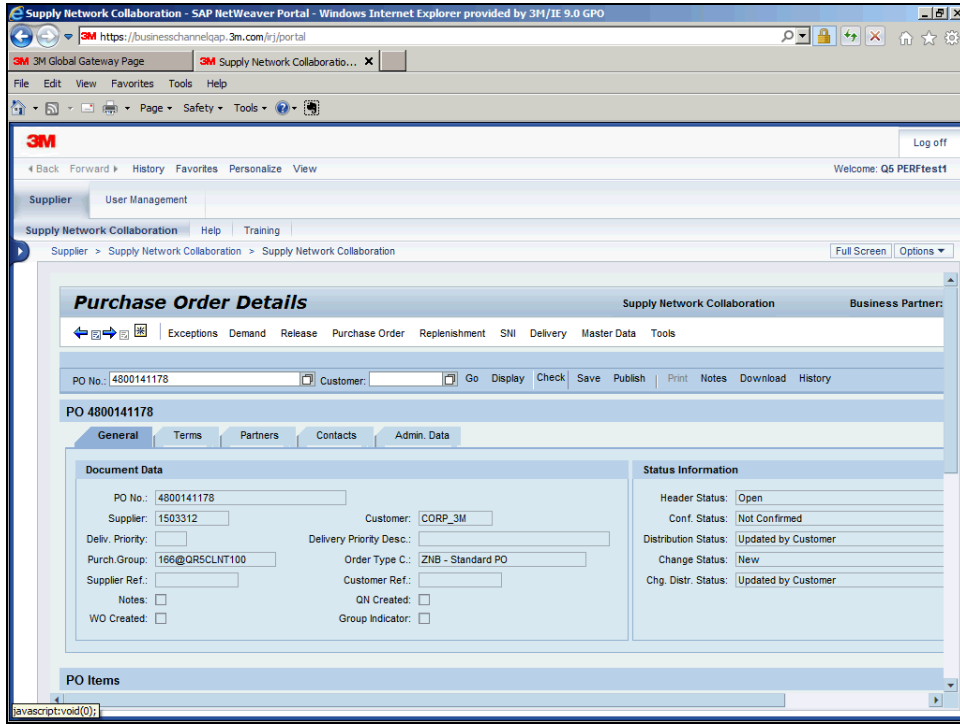 Supply Network Collaboration - SAP NetWeaver Portal - Windows Internet Explorer provided by 3M/IE 9.0 GPO
3M https://businesschannelqap.3m.com/irj/portal
3M 3M Global Gateway Page 3M Supply Network Collaboratio... X
File Edit View Favorites Tools Help
Page Safety Tools
3M Log off
Back Forward History Favorites Personalize View Welcome: Q5 PERFtest1
Supplier User Management
Supply Network Collaboration Help Training
Supplier > Supply Network Collaboration > Supply Network Collaboration Full Screen Options
Purchase Order Details Supply Network Collaboration Business Partner:
Exceptions Demand Release Purchase Order Replenishment SNI Delivery Master Data Tools
PO No.: 4800141178 Customer: Go Display Check Save Publish Print Notes Download History
PO 4800141178
General Terms Partners Contacts Admin. Data
Document Data Status Information
PO No.: 4800141178 Header Status: Open
Supplier: 1503312 Customer: CORP_3M Conf. Status: Not Confirmed
Deliv. Priority: Delivery Priority Desc.: Distribution Status: Updated by Customer
Purch.Group: 166@QR5CLNT100 Order Type C.: ZNB - Standard PO Change Status: New
Supplier Ref.: Customer Ref.: Chg. Distr. Status: Updated by Customer
Notes: QN Created:
WO Created: Group Indicator:
PO Items
javascript:void(0);